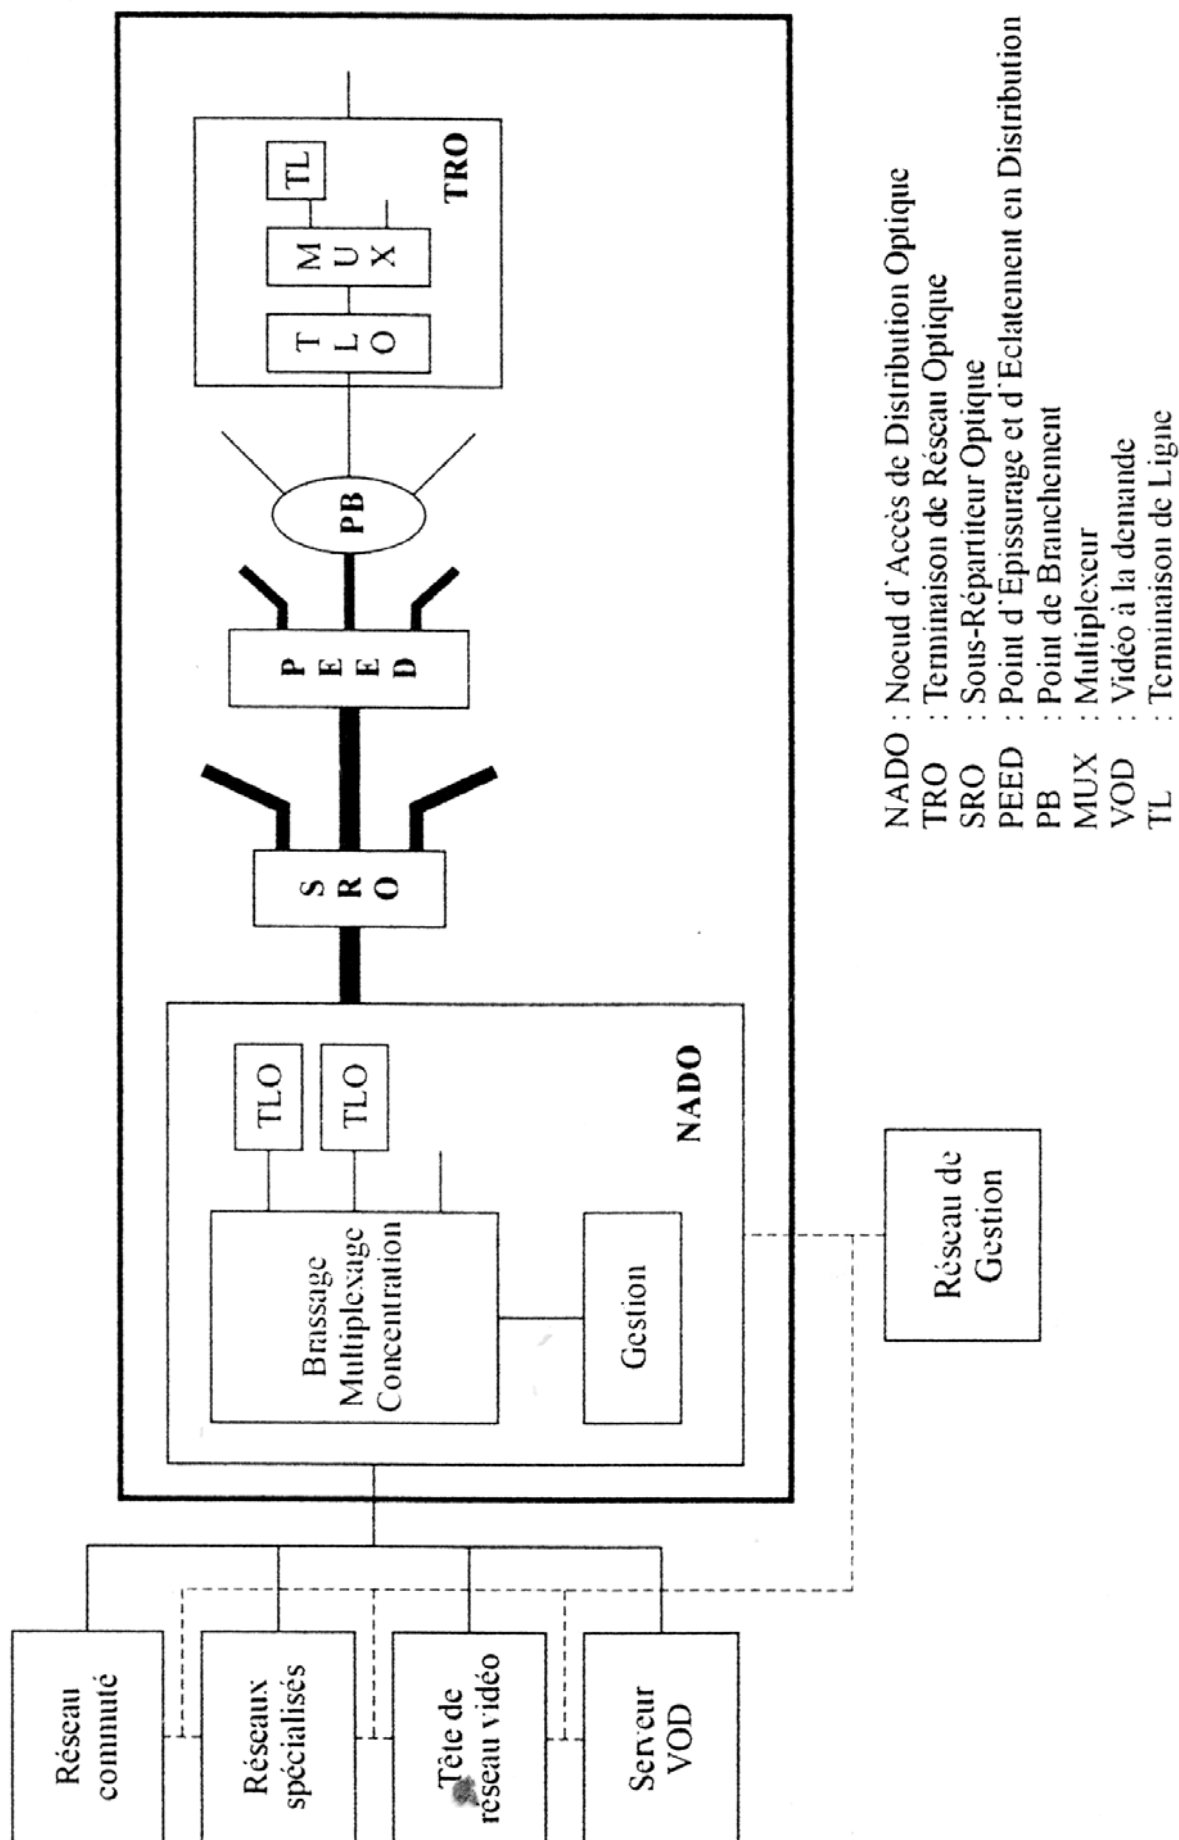 Réseau
commuté
Réseaux
spécialisés
Tête de
réseau vidéo
Serveur
VOD
Brassage
Multiplexage
Concentration
Gestion
TLO
TLO
NADO
Réseau de
Gestion
S
R
O
P
E
E
D
PB
T
L
O
M
U
X
TL
TRO
NADO : Noeud d'Accès de Distribution Optique
TRO : Terminaison de Réseau Optique
SRO : Sous-Répartiteur Optique
PEED : Point d'Epissurage et d'Eclatement en Distribution
PB : Point de Branchement
MUX : Multiplexeur
VOD : Vidéo à la demande
TL : Terminaison de Ligne